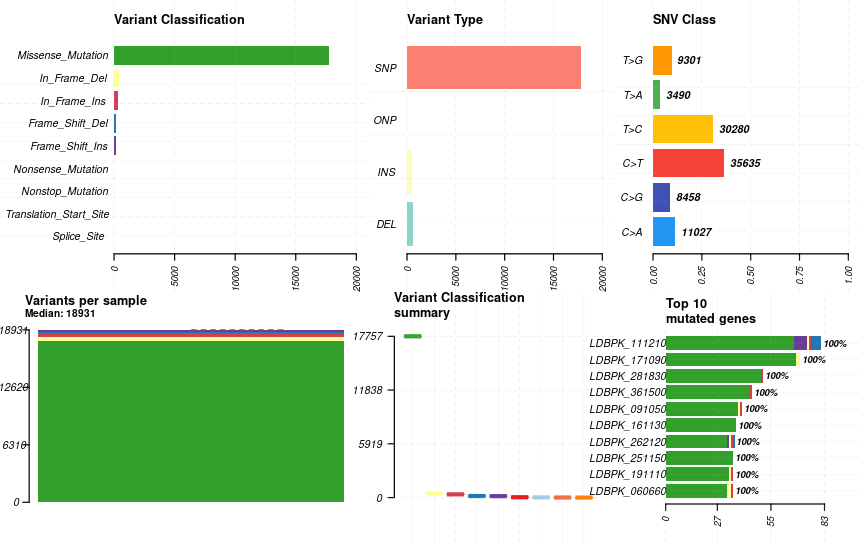 Variant Classification
Missense_Mutation
In_Frame_Del
In_Frame_Ins
Frame_Shift_Del
Frame_Shift_Ins
Nonsense_Mutation
Nonstop_Mutation
Translation_Start_Site
Splice_Site
0
5000
10000
15000
20000
Variant Type
SNP
ONP
INS
DEL
0
5000
10000
15000
20000
SNV Class
T>G 9301
T>A 3490
T>C 30280
C>T 35635
C>G 8458
C>A 11027
0.00
0.25
0.50
0.75
1.00
Variants per sample
Median: 18931
18931
12620
6310
0
Variant Classification
summary
17757
11838
5919
0
Top 10
mutated genes
LDBPK_111210 100%
LDBPK_171090 100%
LDBPK_281830 100%
LDBPK_361500 100%
LDBPK_091050 100%
LDBPK_161130 100%
LDBPK_262120 100%
LDBPK_251150 100%
LDBPK_191110 100%
LDBPK_060660 100%
0
27
55
83